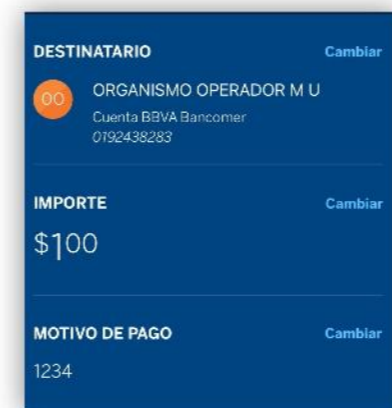 DESTINATARIO Cambiar
OO ORGANISMO OPERADOR M U
Cuenta BBVA Bancomer
0192438283
IMPORTE Cambiar
$100
MOTIVO DE PAGO Cambiar
1234